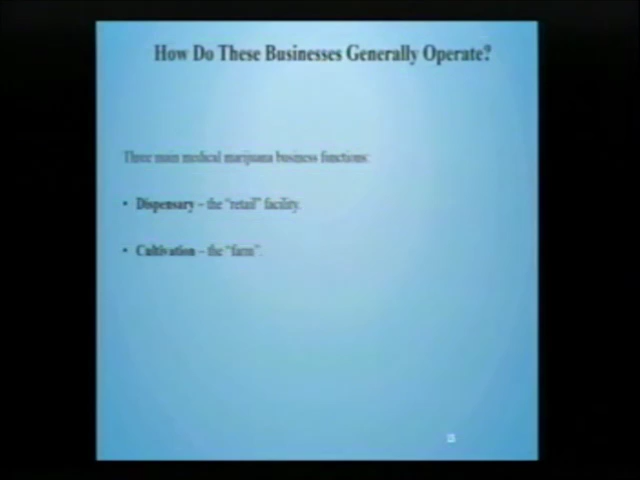 How Do These Businesses Generally Operate?
Three main medical marijuana business functions:
• Dispensary – the “retail” facility.
• Cultivation – the “farm”.